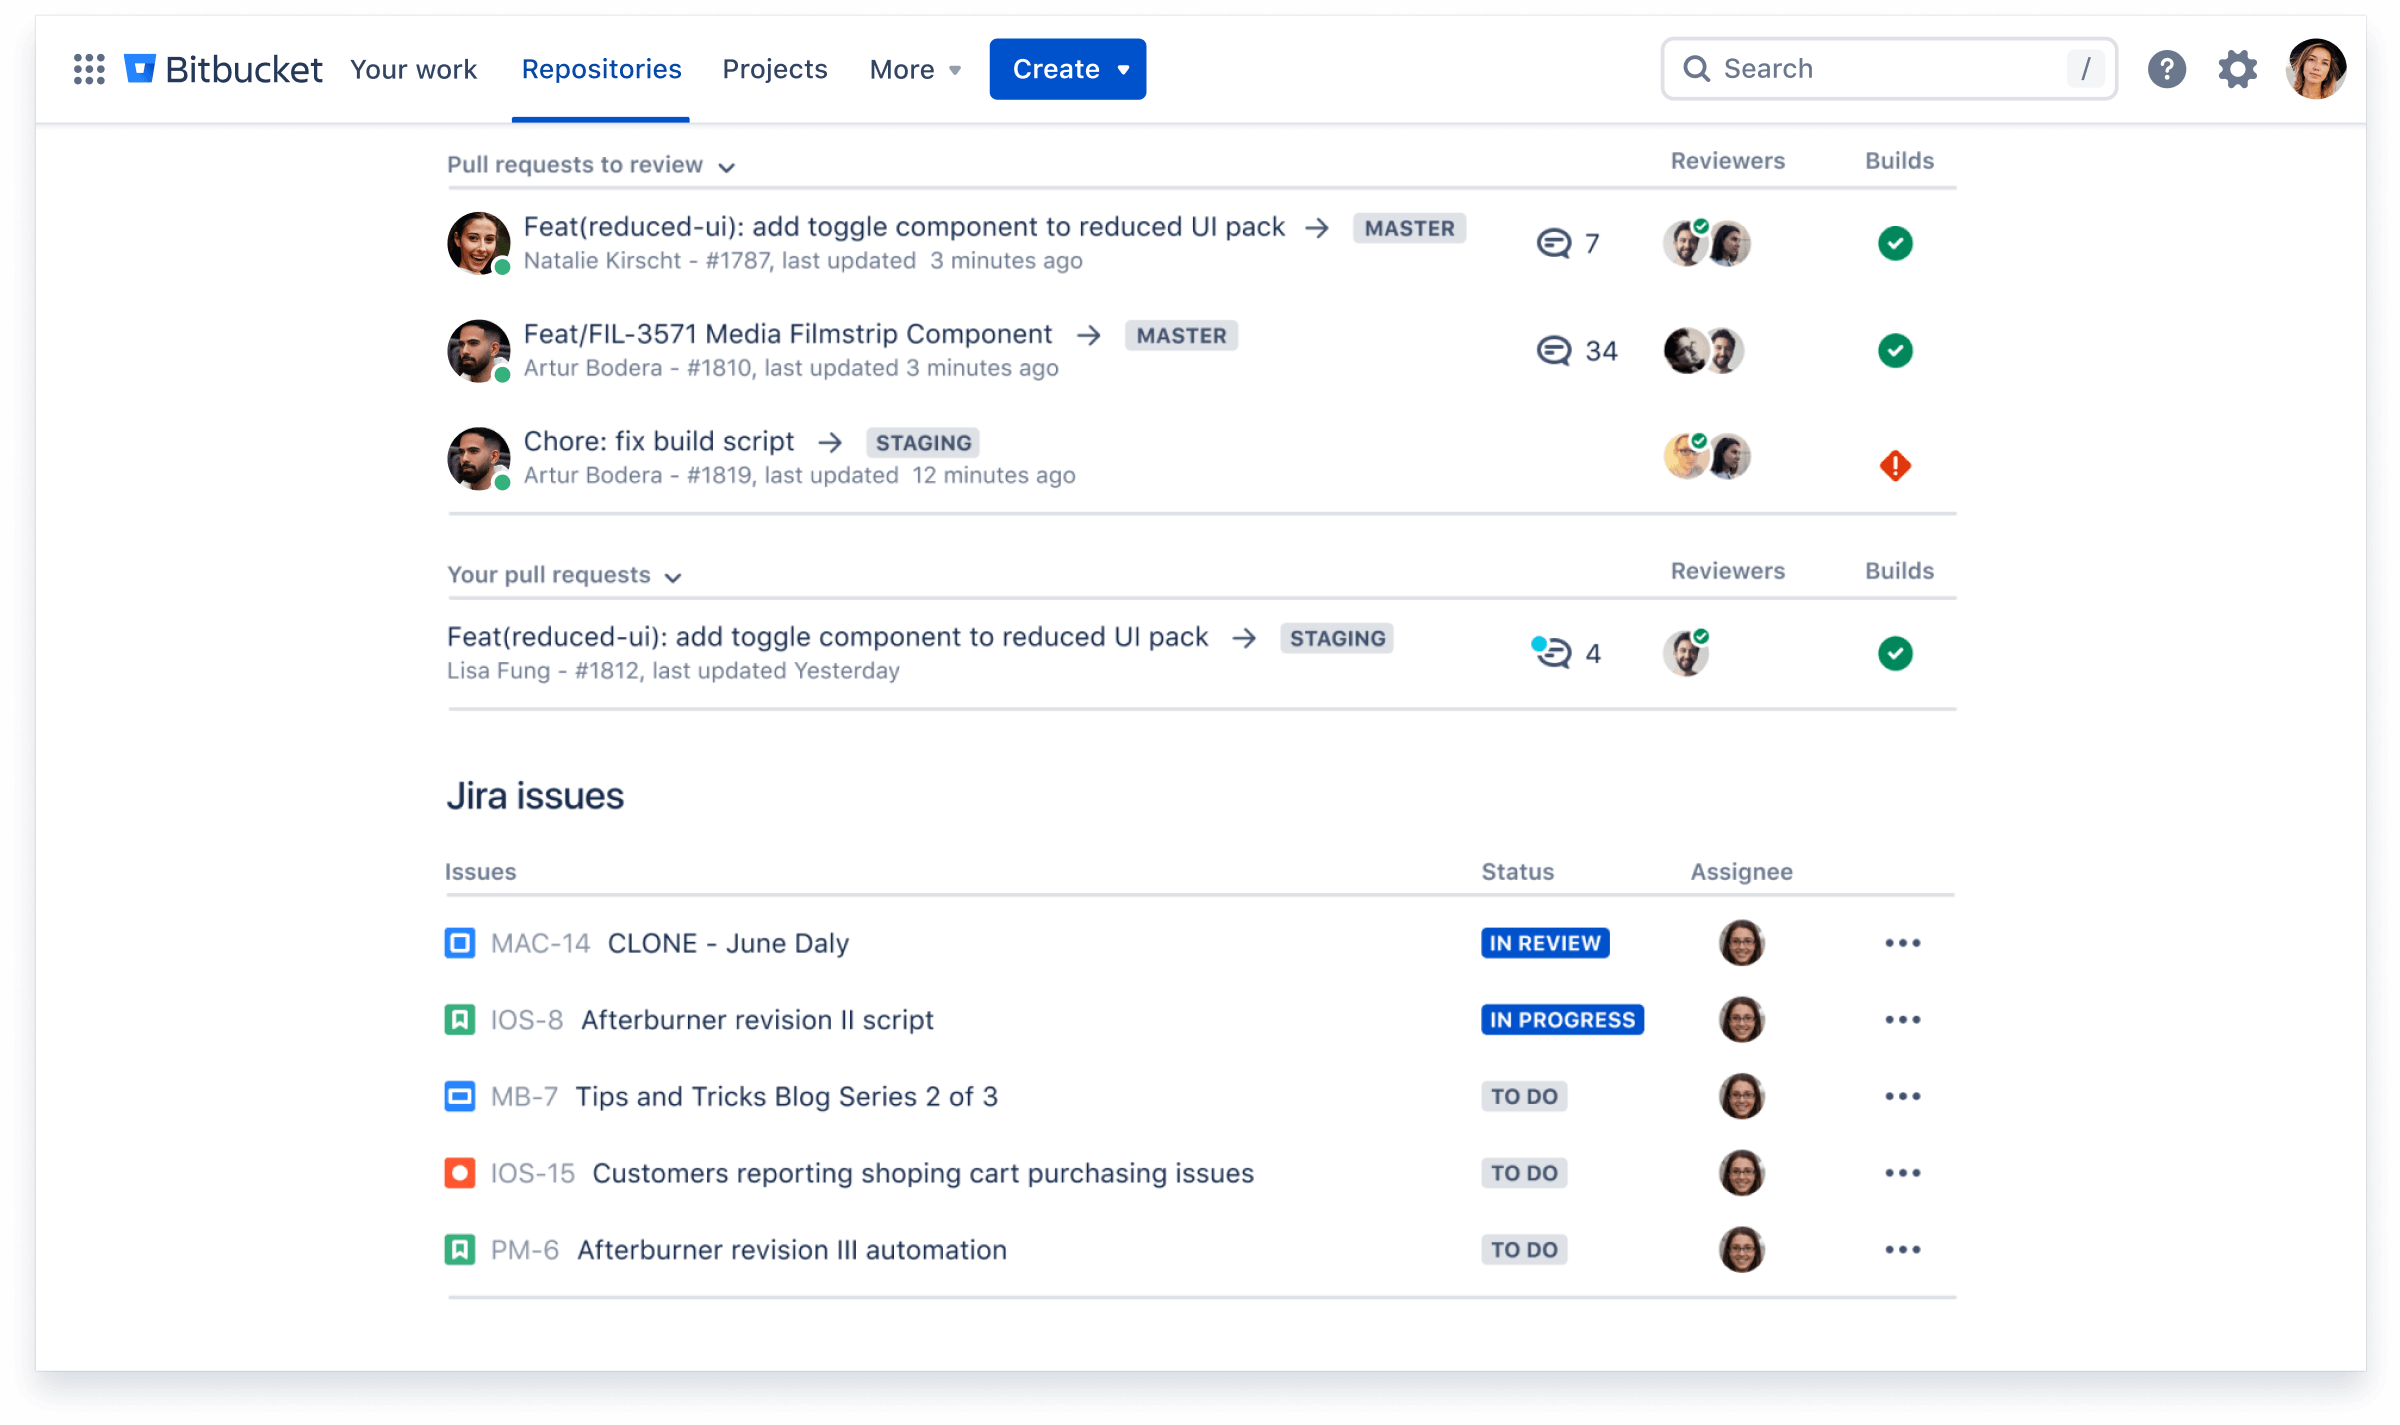 Bitbucket Your work Repositories Projects More Create Search / ?
Pull requests to review Reviewers Builds
Feat(reduced-ui): add toggle component to reduced UI pack → MASTER 7
Natalie Kirscht - #1787, last updated 3 minutes ago
Feat/FIL-3571 Media Filmstrip Component → MASTER 34
Artur Bodera - #1810, last updated 3 minutes ago
Chore: fix build script → STAGING
Artur Bodera - #1819, last updated 12 minutes ago
Your pull requests Reviewers Builds
Feat(reduced-ui): add toggle component to reduced UI pack → STAGING 4
Lisa Fung - #1812, last updated Yesterday
Jira issues
Issues Status Assignee
MAC-14 CLONE - June Daly IN REVIEW
IOS-8 Afterburner revision II script IN PROGRESS
MB-7 Tips and Tricks Blog Series 2 of 3 TO DO
IOS-15 Customers reporting shoping cart purchasing issues TO DO
PM-6 Afterburner revision III automation TO DO